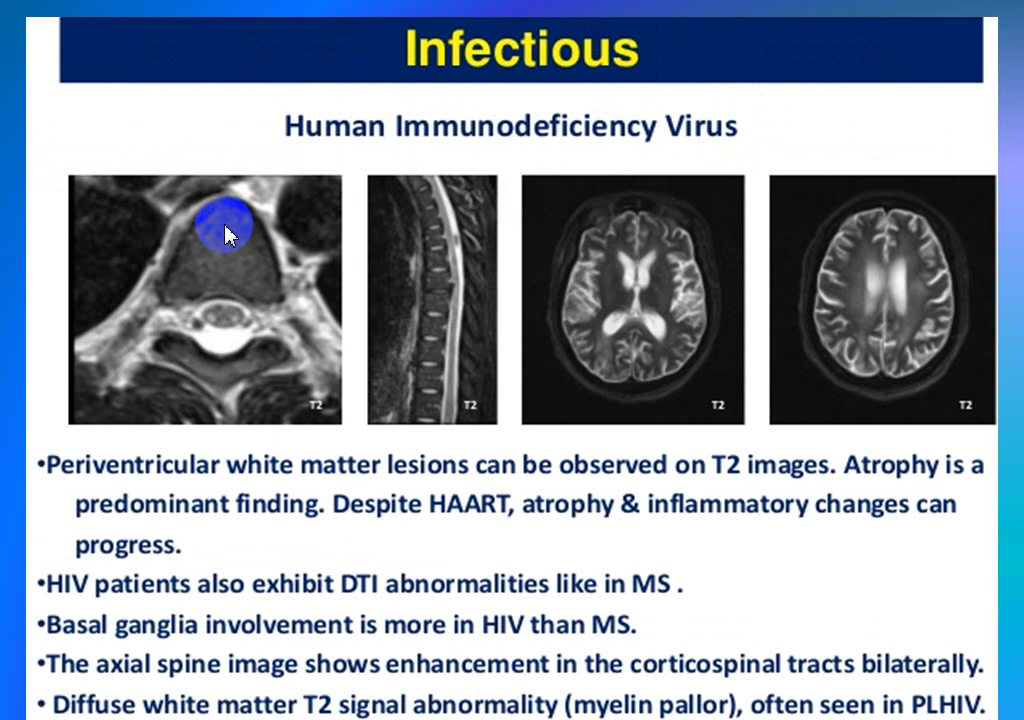 Infectious
Human Immunodeficiency Virus
T2
T2
T2
T2
•Periventricular white matter lesions can be observed on T2 images. Atrophy is a
predominant finding. Despite HAART, atrophy & inflammatory changes can
progress.
•HIV patients also exhibit DTI abnormalities like in MS .
•Basal ganglia involvement is more in HIV than MS.
•The axial spine image shows enhancement in the corticospinal tracts bilaterally.
• Diffuse white matter T2 signal abnormality (myelin pallor), often seen in PLHIV.